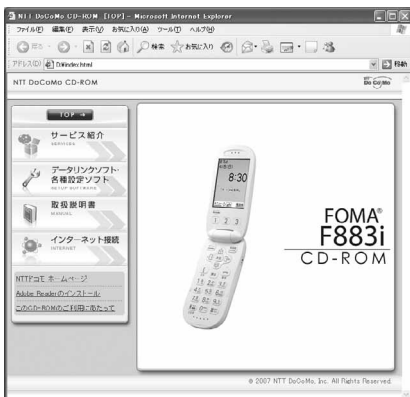 NTT DoCoMo CD-ROM [TOP] - Microsoft Internet Explorer
ファイル(F) 編集(E) 表示(V) お気に入り(A) ツール(T) ヘルプ(H)
戻る 検索 お気に入り
アドレス(D) D:¥index.html 移動
NTT DoCoMo CD-ROM
DoCoMo
TOP
サービス紹介
SERVICES
データリンクソフト・
各種設定ソフト
SETUP SOFTWARE
取扱説明書
MANUAL
インターネット接続
INTERNET
NTTドコモ ホームページ
Adobe Readerのインストール
このCD-ROMのご利用にあたって
8:30
1 2 3
FOMA®
F883i
CD-ROM
© 2007 NTT DoCoMo, Inc. All Rights Reserved.